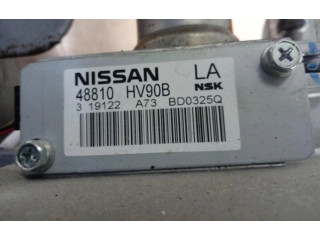 NISSAN LA
48810 HV90B NSK
3 19122 A73 BD0325Q